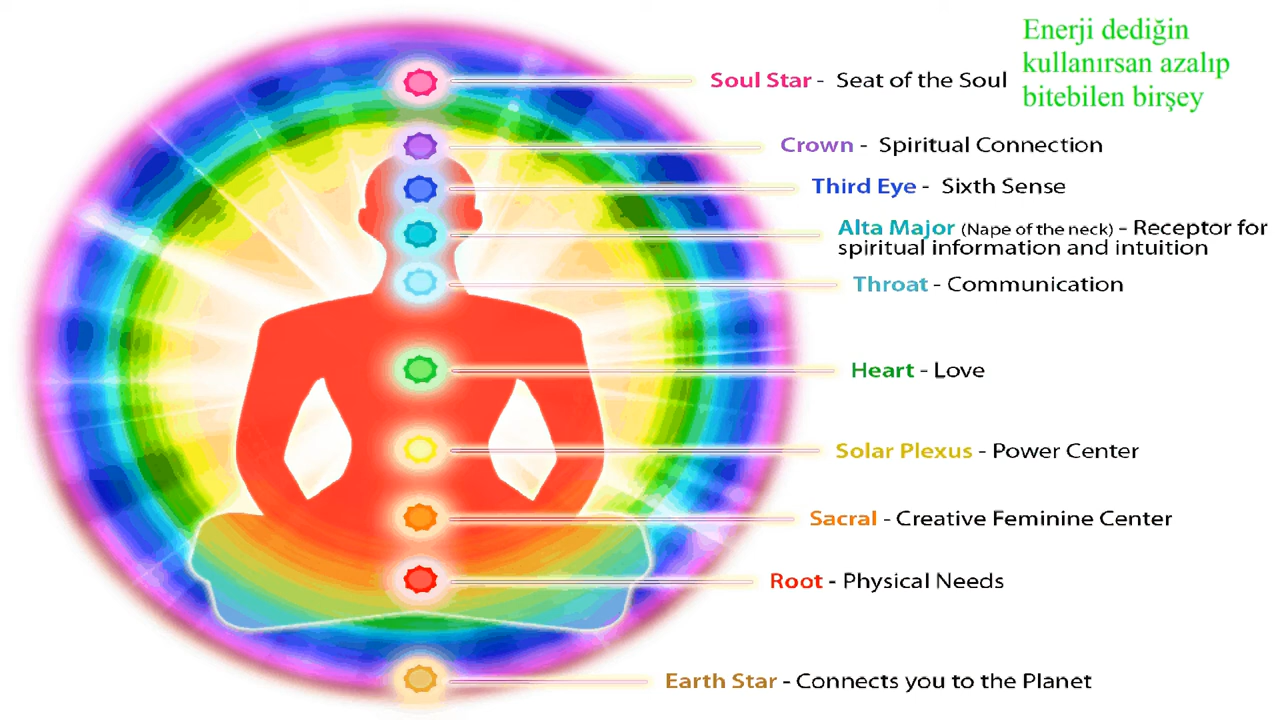 Enerji dediğin
kullanırsan azalıp
bitebilen birşey
Soul Star - Seat of the Soul
Crown - Spiritual Connection
Third Eye - Sixth Sense
Alta Major (Nape of the neck) - Receptor for
spiritual information and intuition
Throat - Communication
Heart - Love
Solar Plexus - Power Center
Sacral - Creative Feminine Center
Root - Physical Needs
Earth Star - Connects you to the Planet